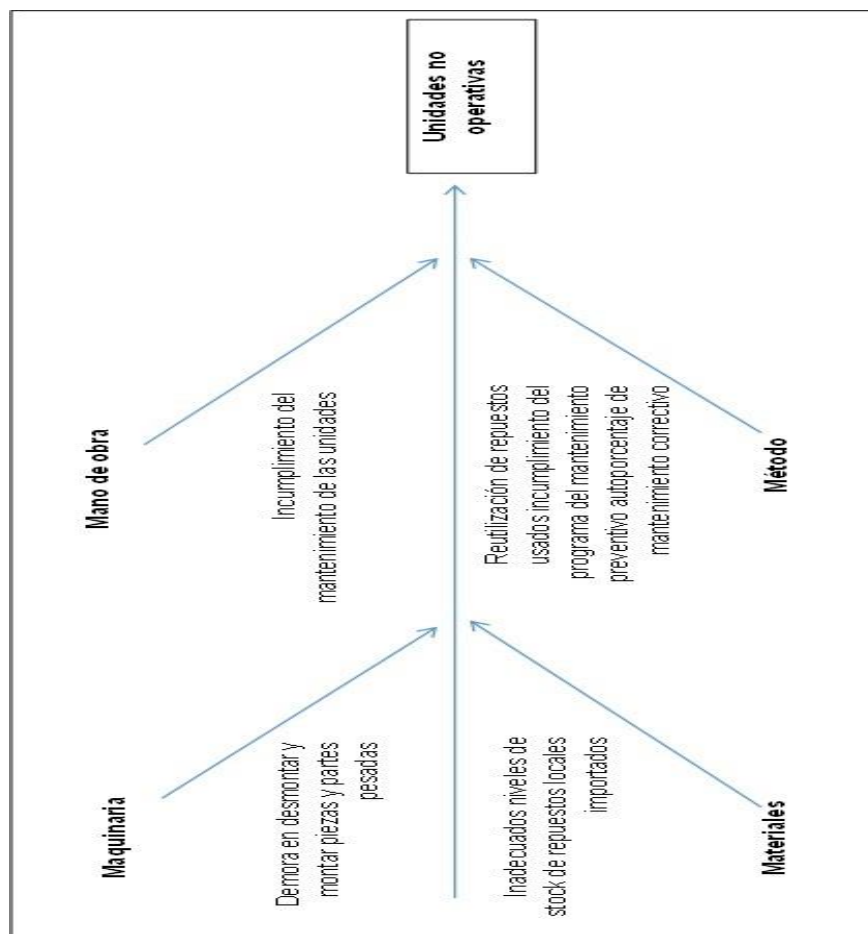 Maquinaria
Mano de obra
Demora en desmontar y
montar piezas y partes
pesadas
Incumplimiento del
mantenimiento de las unidades
Unidades no
operativas
Inadecuados niveles de
stock de repuestos locales
importados
Reutilización de repuestos
usados incumplimiento del
programa del mantenimiento
preventivo autoporcentaje de
mantenimiento correctivo
Materiales
Método